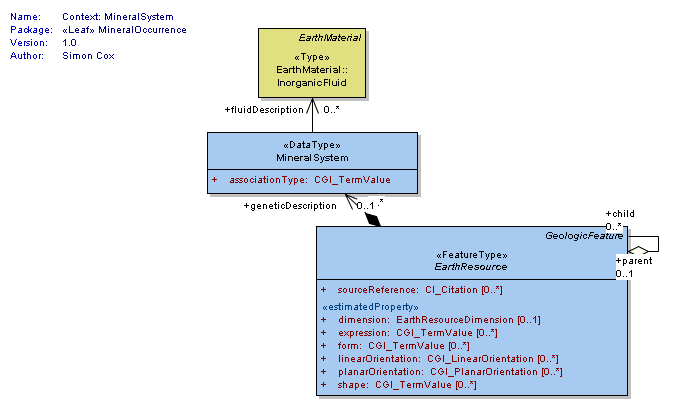 Name: Context: MineralSystem
Package: «Leaf» MineralOccurrence
Version: 1.0
Author: Simon Cox
EarthMaterial
«Type»
EarthMaterial::
InorganicFluid
+fluidDescription 0..*
«DataType»
MineralSystem
+ associationType: CGI_TermValue
+geneticDescription 0..1 .*
+child
0..*
GeologicFeature
«FeatureType»
EarthResource
+parent
0..1
+ sourceReference: CI_Citation [0..*]
«estimatedProperty»
+ dimension: EarthResourceDimension [0..1]
+ expression: CGI_TermValue [0..*]
+ form: CGI_TermValue [0..*]
+ linearOrientation: CGI_LinearOrientation [0..*]
+ planarOrientation: CGI_PlanarOrientation [0..*]
+ shape: CGI_TermValue [0..*]